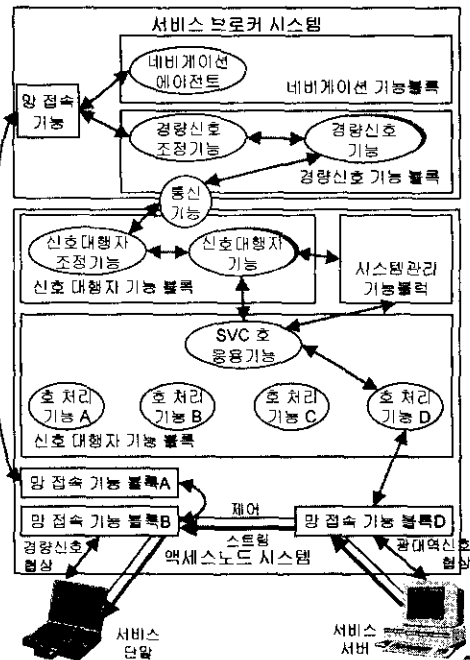 서비스 브로커 시스템
네비게이션
에이전트
네비게이션 기능블록
망 접속
기능
경량신호
조정기능
경량신호
기능
경량신호 기능 블록
통신
기능
신호대행자
조정기능
신호대행자
기능
신호 대행자 기능 블록
시스템관리
기능블럭
SVC 호
응용기능
호 처리
기능 A
호 처리
기능 B
호 처리
기능 C
호 처리
기능 D
신호 대행자 기능 블록
망 접속 기능 블록A
망 접속 기능 블록B
제어
스트림
망 접속 기능 블록D
경량신호
협상
액세스노드 시스템
광대역신호
협상
서비스
단말
서비스
서버